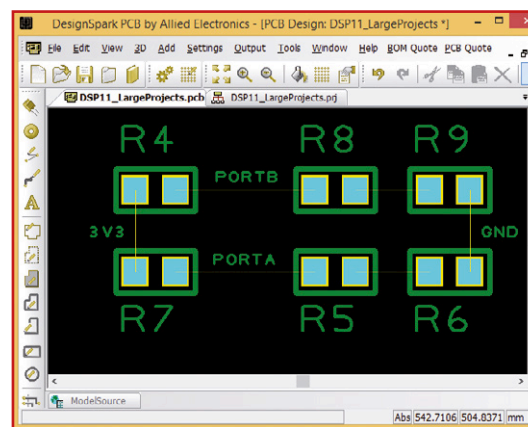 DesignSpark PCB by Allied Electronics - [PCB Design: DSP11_LargeProjects *]
File Edit View 3D Add Settings Output Tools Window Help BOM Quote PCB Quote
DSP11_LargeProjects.pcb DSP11_LargeProjects.prj
R4 R8 R9
PORTB
3V3 GND
PORTA
R7 R5 R6
ModelSource
Abs 542.7106 504.8371 mm